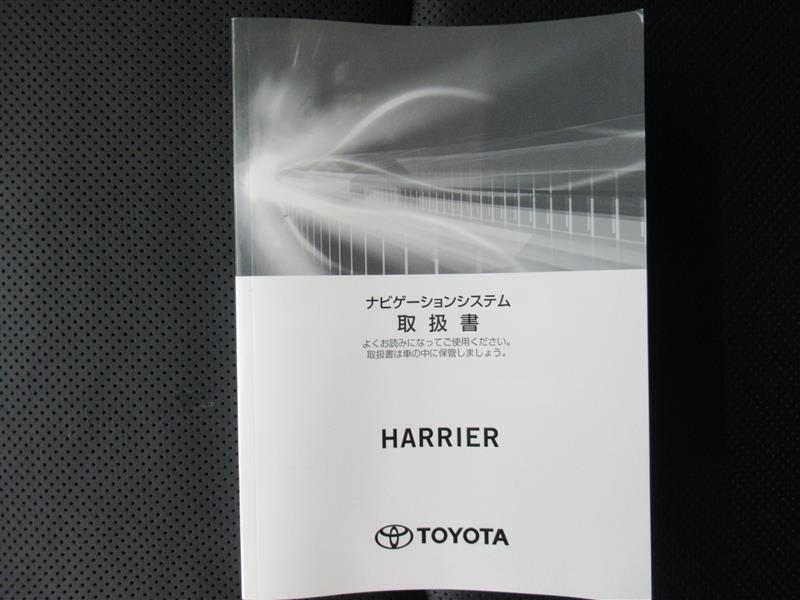 ナビゲーションシステム
取扱書
よくお読みになってご使用ください。
取扱書は車の中に保管しましょう。
HARRIER
TOYOTA